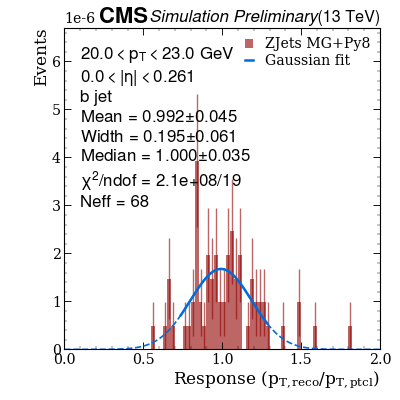 1e-6 CMS Simulation Preliminary (13 TeV)
Events
20.0 < pT < 23.0 GeV
0.0 < |η| < 0.261
b jet
Mean = 0.992±0.045
Width = 0.195±0.061
Median = 1.000±0.035
χ²/ndof = 2.1e+08/19
Neff = 68
ZJets MG+Py8
Gaussian fit
6
5
4
3
2
1
0
0.0 0.5 1.0 1.5 2.0
Response (pT,reco/pT,ptcl)